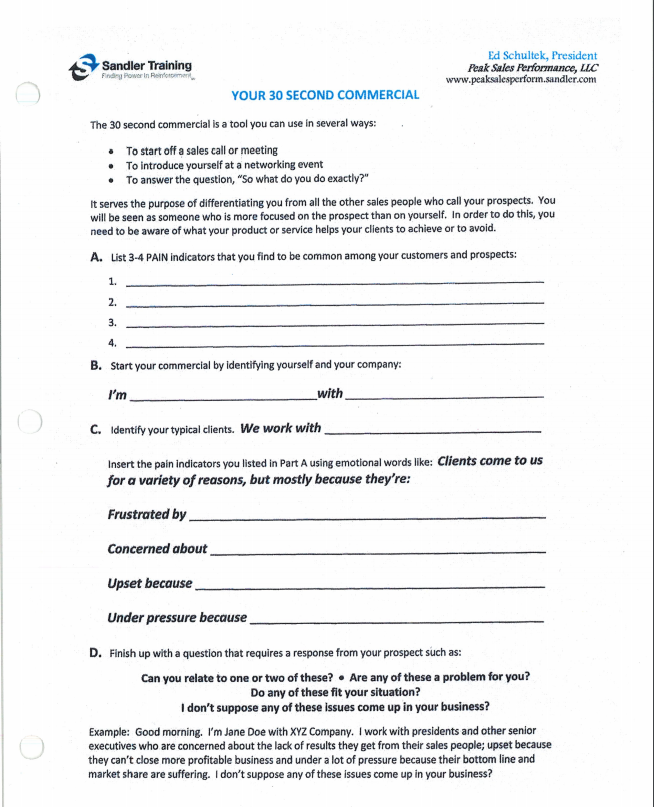 Sandler Training
Finding Power In Reinforcement
Ed Schultek, President
Peak Sales Performance, LLC
www.peaksalesperform.sandler.com
YOUR 30 SECOND COMMERCIAL
The 30 second commercial is a tool you can use in several ways:
• To start off a sales call or meeting
• To introduce yourself at a networking event
• To answer the question, "So what do you do exactly?"
It serves the purpose of differentiating you from all the other sales people who call your prospects. You
will be seen as someone who is more focused on the prospect than on yourself. In order to do this, you
need to be aware of what your product or service helps your clients to achieve or to avoid.
A. List 3-4 PAIN indicators that you find to be common among your customers and prospects:
1.
2.
3.
4.
B. Start your commercial by identifying yourself and your company:
I'm ____ with ____
C. Identify your typical clients. We work with ____
Insert the pain indicators you listed in Part A using emotional words like: Clients come to us
for a variety of reasons, but mostly because they're:
Frustrated by ____
Concerned about ____
Upset because ____
Under pressure because ____
D. Finish up with a question that requires a response from your prospect such as:
Can you relate to one or two of these? • Are any of these a problem for you?
Do any of these fit your situation?
I don't suppose any of these issues come up in your business?
Example: Good morning. I'm Jane Doe with XYZ Company. I work with presidents and other senior
executives who are concerned about the lack of results they get from their sales people; upset because
they can't close more profitable business and under a lot of pressure because their bottom line and
market share are suffering. I don't suppose any of these issues come up in your business?